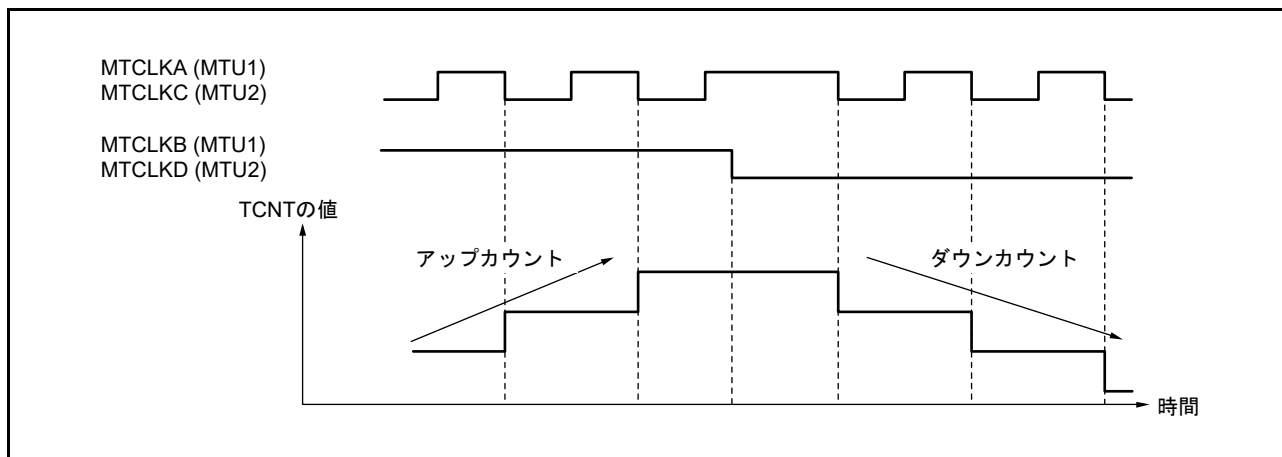 MTCLKA (MTU1)
MTCLKC (MTU2)
MTCLKB (MTU1)
MTCLKD (MTU2)
TCNTの値
アップカウント
ダウンカウント
時間